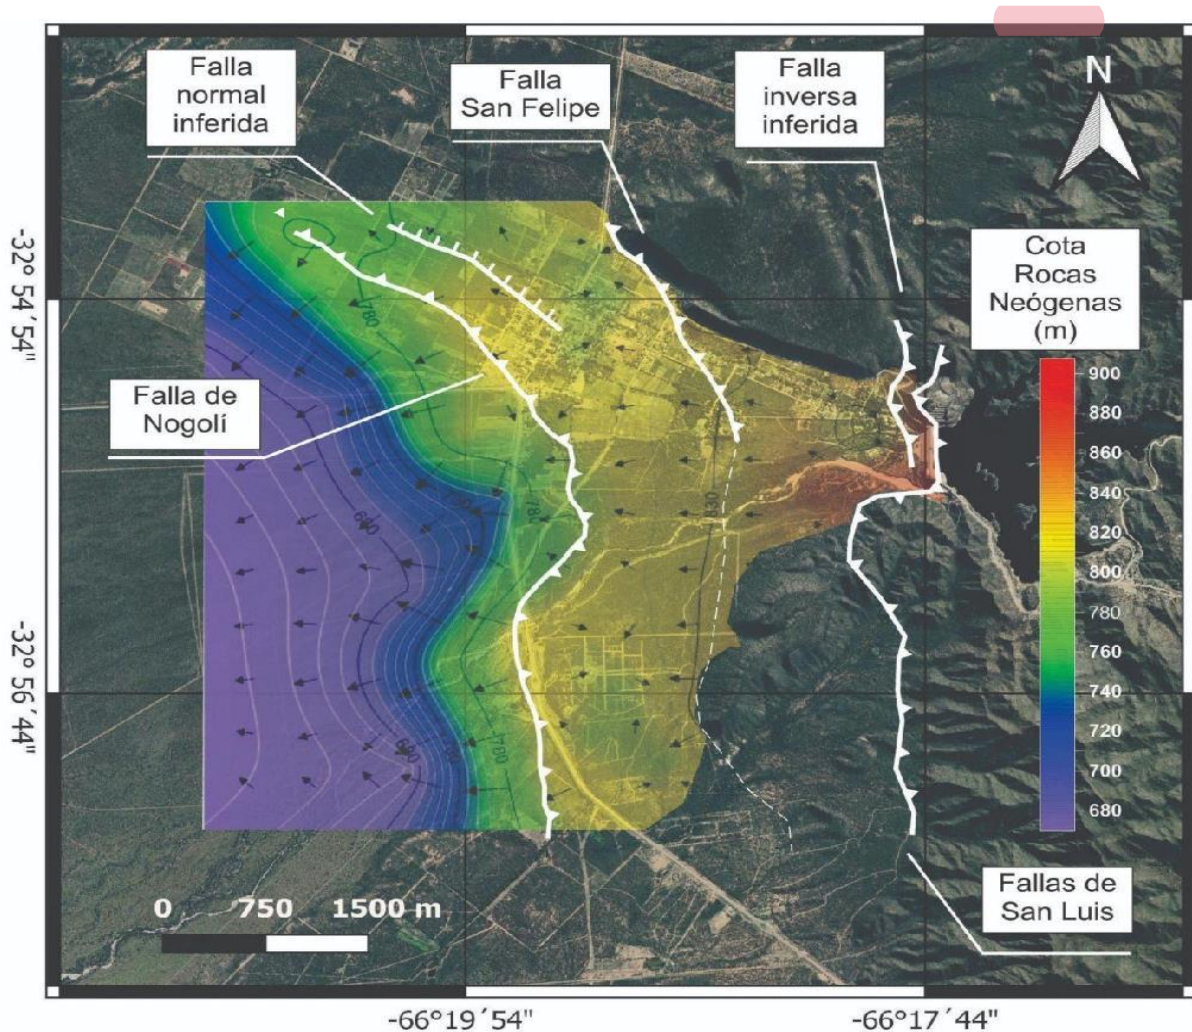 Falla
normal
inferida
Falla
San Felipe
Falla
inversa
inferida
N
Cota
Rocas
Neógenas
(m)
900
880
860
840
820
800
780
760
740
720
700
680
-32° 54´54"
-32° 56´44"
Falla de
Nogolí
780
780
830
680
680
780
0 750 1500 m
Fallas de
San Luis
-66°19´54"
-66°17´44"